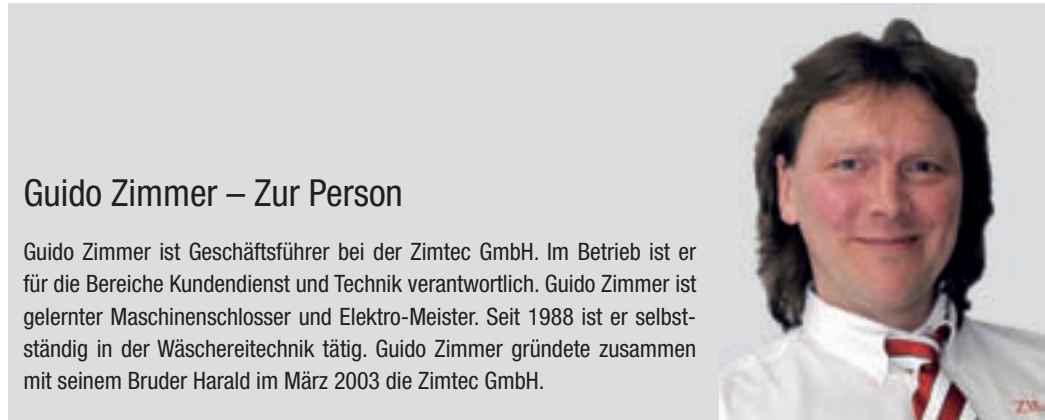 Guido Zimmer – Zur Person
Guido Zimmer ist Geschäftsführer bei der Zimtec GmbH. Im Betrieb ist er
für die Bereiche Kundendienst und Technik verantwortlich. Guido Zimmer ist
gelernter Maschinenschlosser und Elektro-Meister. Seit 1988 ist er selbst-
ständig in der Wäschereitechnik tätig. Guido Zimmer gründete zusammen
mit seinem Bruder Harald im März 2003 die Zimtec GmbH.